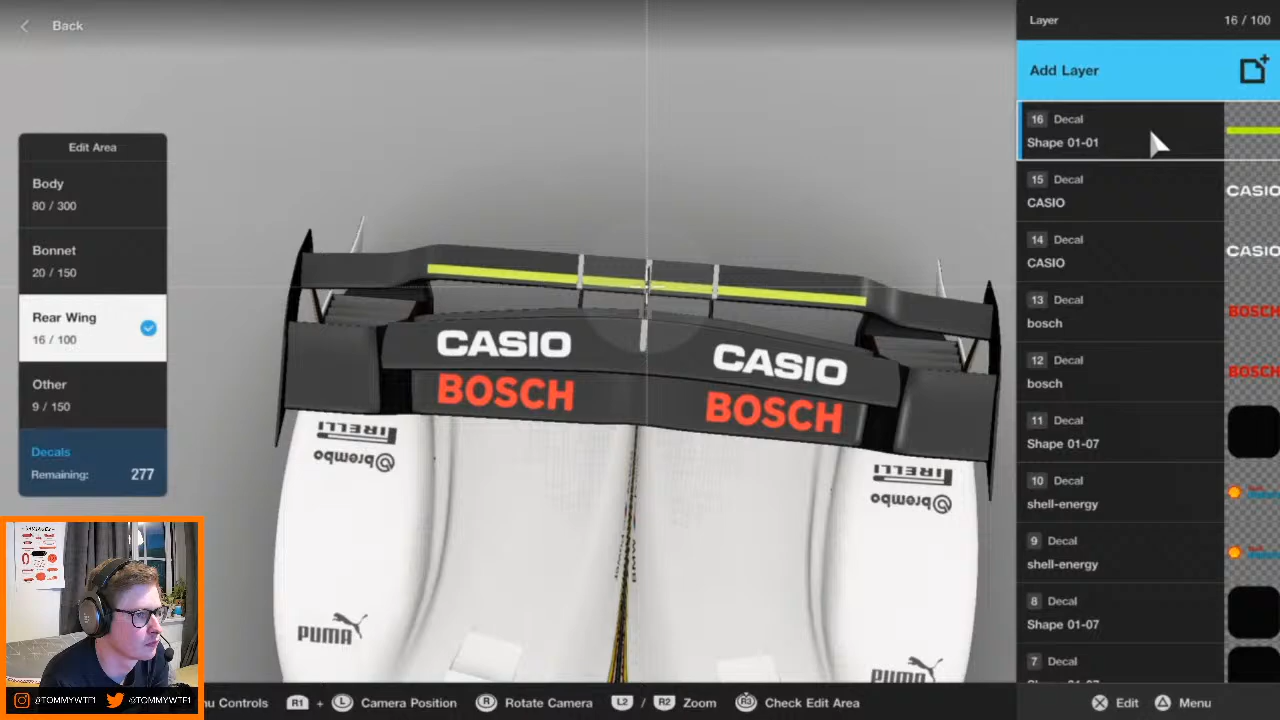 Back
Layer 16 / 100
Add Layer
16 Decal
Shape 01-01
15 Decal
CASIO
CASIO
14 Decal
CASIO
CASIO
13 Decal
bosch
BOSCH
12 Decal
bosch
BOSCH
11 Decal
Shape 01-07
10 Decal
shell-energy
9 Decal
shell-energy
8 Decal
Shape 01-07
7 Decal
Edit Area
Body
80 / 300
Bonnet
20 / 150
Rear Wing
16 / 100
Other
9 / 150
Decals
Remaining: 277
CASIO CASIO
BOSCH BOSCH
PIRELLI PIRELLI
brembo brembo
PUMA PUMA
@TOMMYWTF1 @TOMMYWTF1
nu Controls R1 + L Camera Position R Rotate Camera L2 / R2 Zoom R3 Check Edit Area Edit Menu